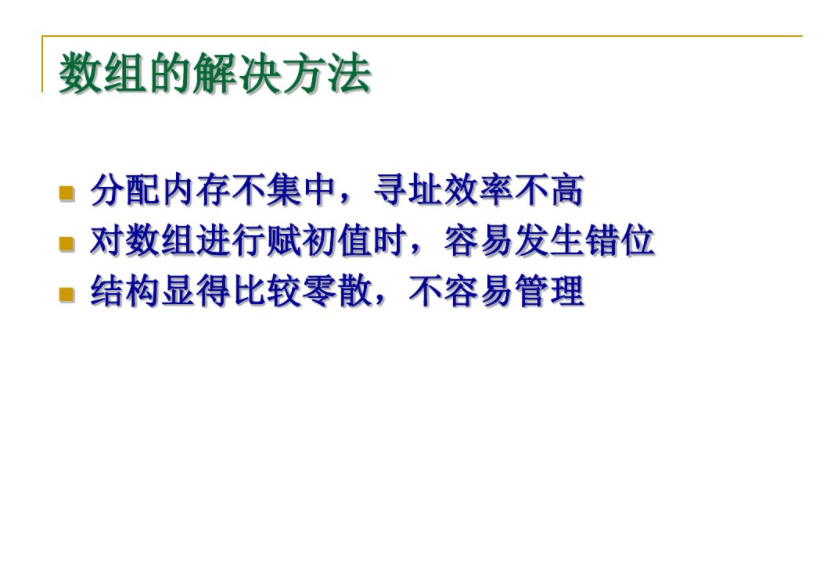 数组的解决方法
分配内存不集中，寻址效率不高
对数组进行赋初值时，容易发生错位
结构显得比较零散，不容易管理